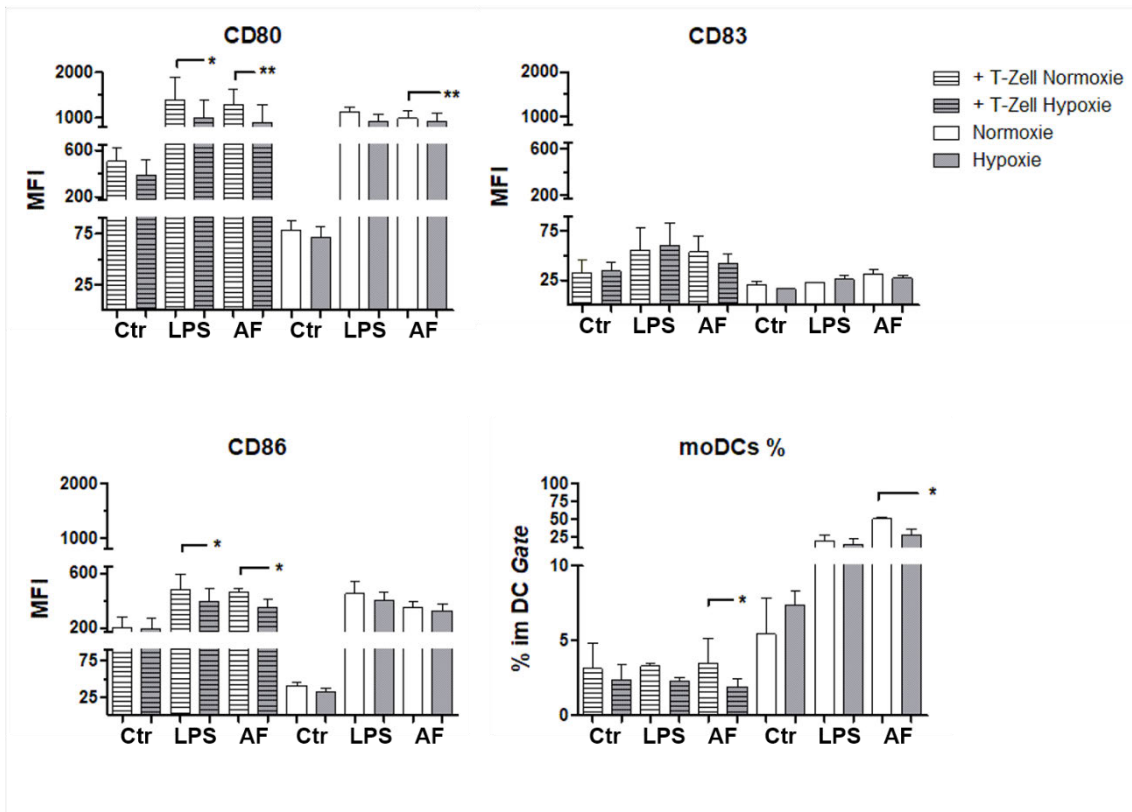 CD80
2000
1000
600
200
75
25
MFI
*
**
**
Ctr LPS AF Ctr LPS AF
CD83
2000
1000
600
200
75
25
MFI
Ctr LPS AF Ctr LPS AF
+ T-Zell Normoxie
+ T-Zell Hypoxie
Normoxie
Hypoxie
CD86
2000
1000
600
200
75
25
MFI
*
*
Ctr LPS AF Ctr LPS AF
moDCs %
100
75
50
25
10
5
0
% im DC Gate
*
*
Ctr LPS AF Ctr LPS AF